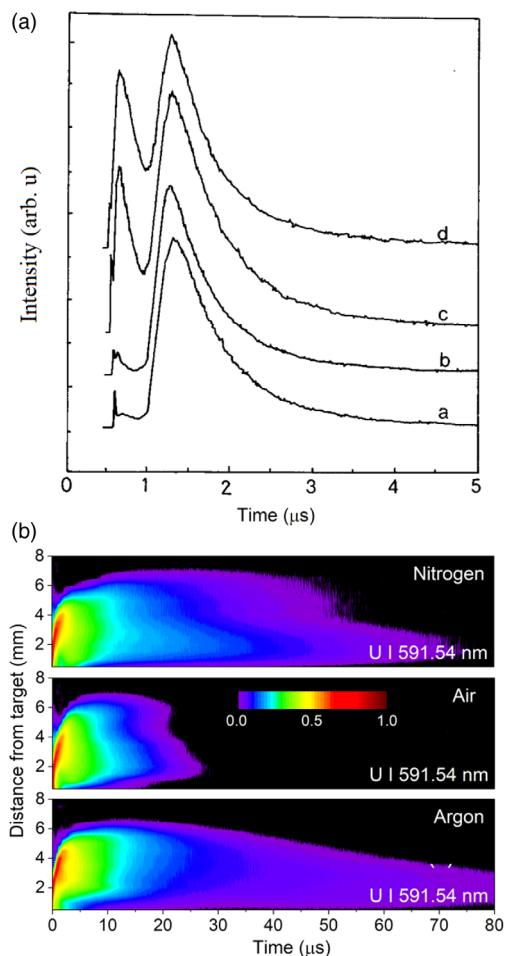 (a)
Intensity (arb. u)
d
c
b
a
0 1 2 3 4 5
Time (μs)
(b)
8
6
4
2
Nitrogen
U I 591.54 nm
8
6
4
2
Air
0.0 0.5 1.0
U I 591.54 nm
8
6
4
2
Argon
U I 591.54 nm
Distance from target (mm)
0 10 20 30 40 50 60 70 80
Time (μs)